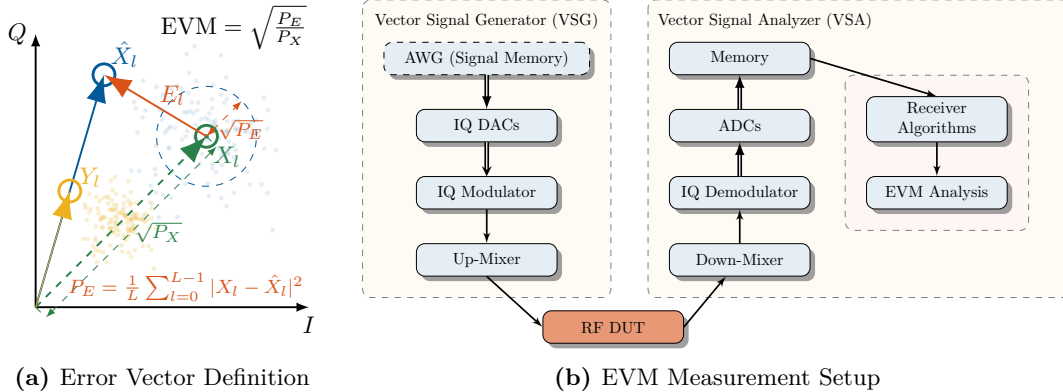 Q
EVM = √(P_E/P_X)
X̂_l
E_l
√P_E
X_l
Y_l
√P_X
P_E = 1/L ∑_{l=0}^{L−1} |X_l − X̂_l|²
I
(a) Error Vector Definition
Vector Signal Generator (VSG)
AWG (Signal Memory)
IQ DACs
IQ Modulator
Up-Mixer
RF DUT
Vector Signal Analyzer (VSA)
Memory
ADCs
IQ Demodulator
Down-Mixer
Receiver
Algorithms
EVM Analysis
(b) EVM Measurement Setup